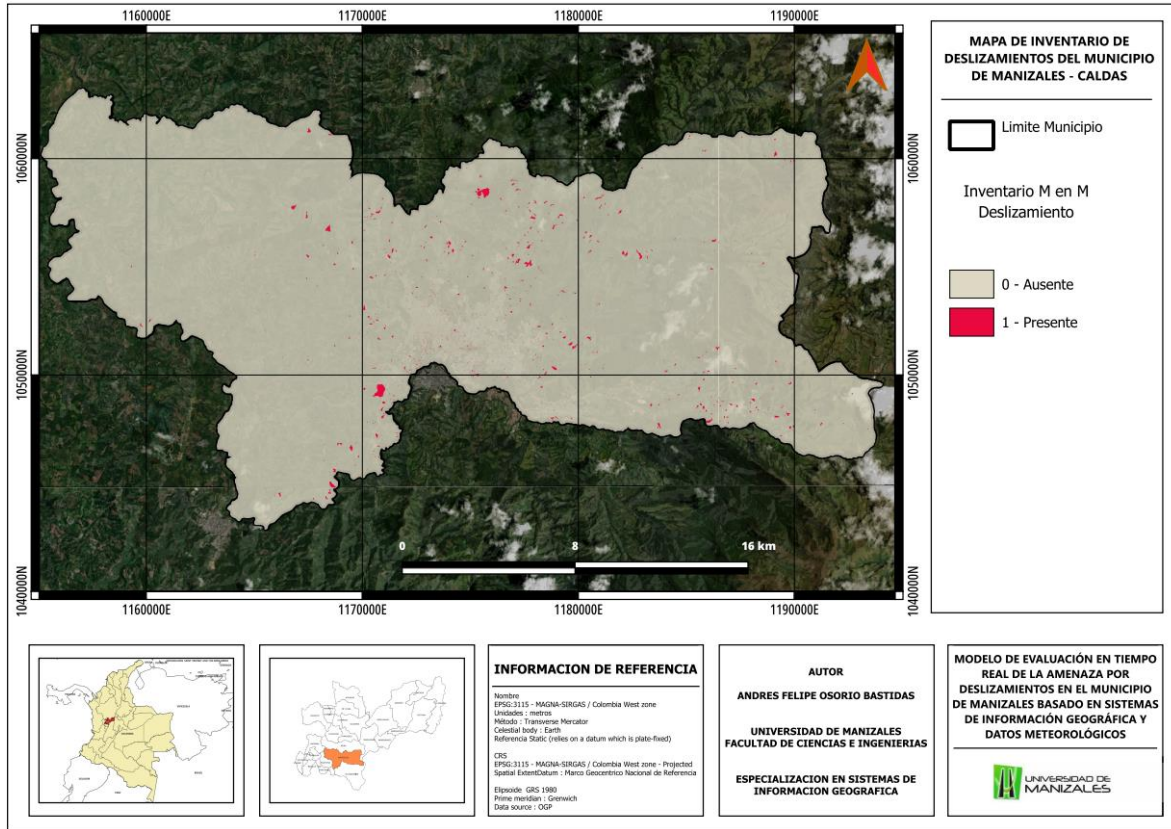 1160000E
1170000E
1180000E
1190000E
1060000N
1050000N
1040000N
1060000N
1050000N
1040000N
0
8
16 km
1160000E
1170000E
1180000E
1190000E
MAPA DE INVENTARIO DE
DESLIZAMIENTOS DEL MUNICIPIO
DE MANIZALES - CALDAS
Limite Municipio
Inventario M en M
Deslizamiento
0 - Ausente
1 - Presente
INFORMACION DE REFERENCIA
Nombre
EPSG:3115 - MAGNA-SIRGAS / Colombia West zone
Unidades : metros
Método : Transverse Mercator
Celestial body : Earth
Referencia Static (relies on a datum which is plate-fixed)
CRS
EPSG:3115 - MAGNA-SIRGAS / Colombia West zone - Projected
Spatial ExtentDatum : Marco Geocentrico Nacional de Referencia
Elipsoide GRS 1980
Prime meridian : Grenwich
Data source : OGP
AUTOR
ANDRES FELIPE OSORIO BASTIDAS
UNIVERSIDAD DE MANIZALES
FACULTAD DE CIENCIAS E INGENIERIAS
ESPECIALIZACION EN SISTEMAS DE
INFORMACION GEOGRAFICA
MODELO DE EVALUACIÓN EN TIEMPO
REAL DE LA AMENAZA POR
DESLIZAMIENTOS EN EL MUNICIPIO
DE MANIZALES BASADO EN SISTEMAS
DE INFORMACIÓN GEOGRÁFICA Y
DATOS METEOROLÓGICOS
UNIVERSIDAD DE
MANIZALES